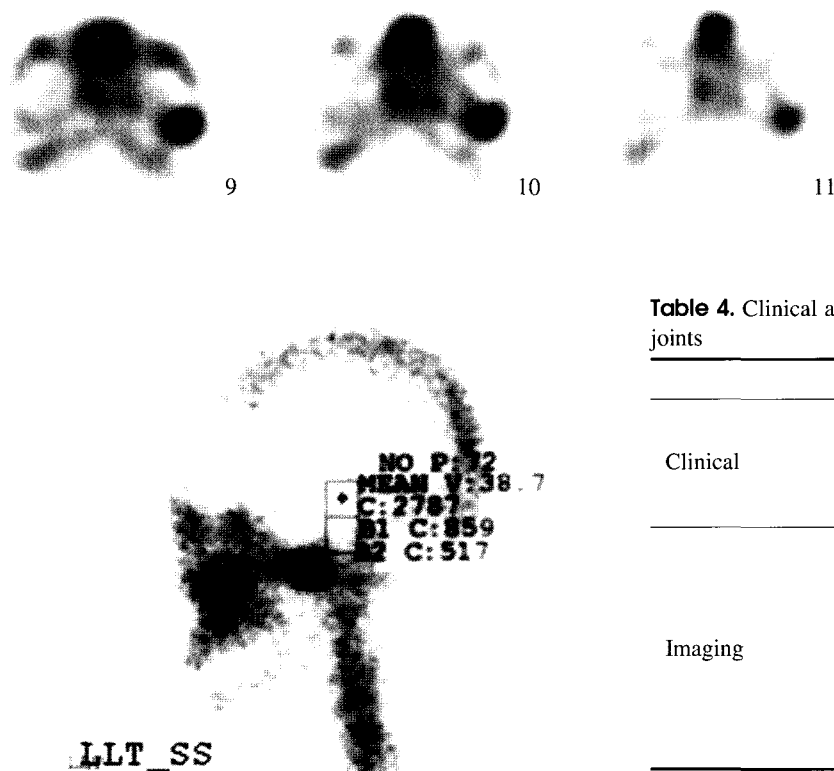 9
10
11
Table 4. Clinical a
joints
Clinical
Imaging
NO P:72
MEAN V:38.7
C:2787
B1 C:859
B2 C:517
LLT_SS